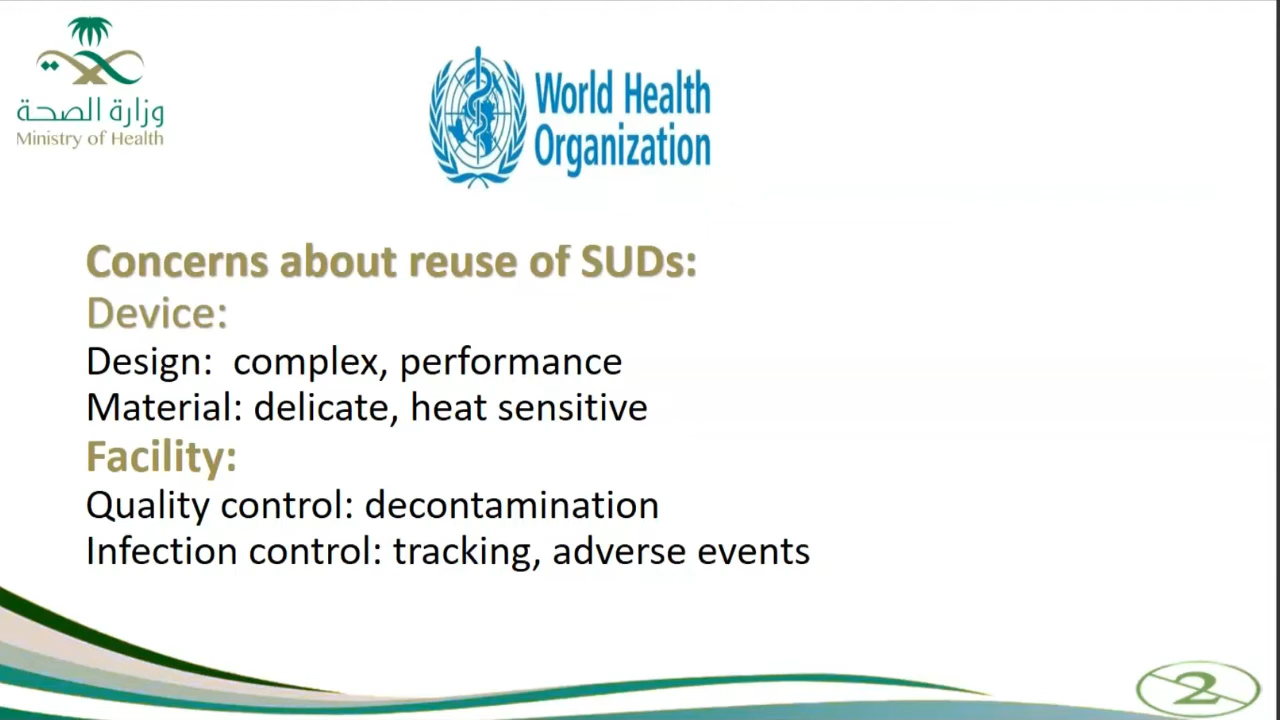 وزارة الصحة
Ministry of Health
World Health
Organization
Concerns about reuse of SUDs:
Device:
Design:  complex, performance
Material: delicate, heat sensitive
Facility:
Quality control: decontamination
Infection control: tracking, adverse events
2